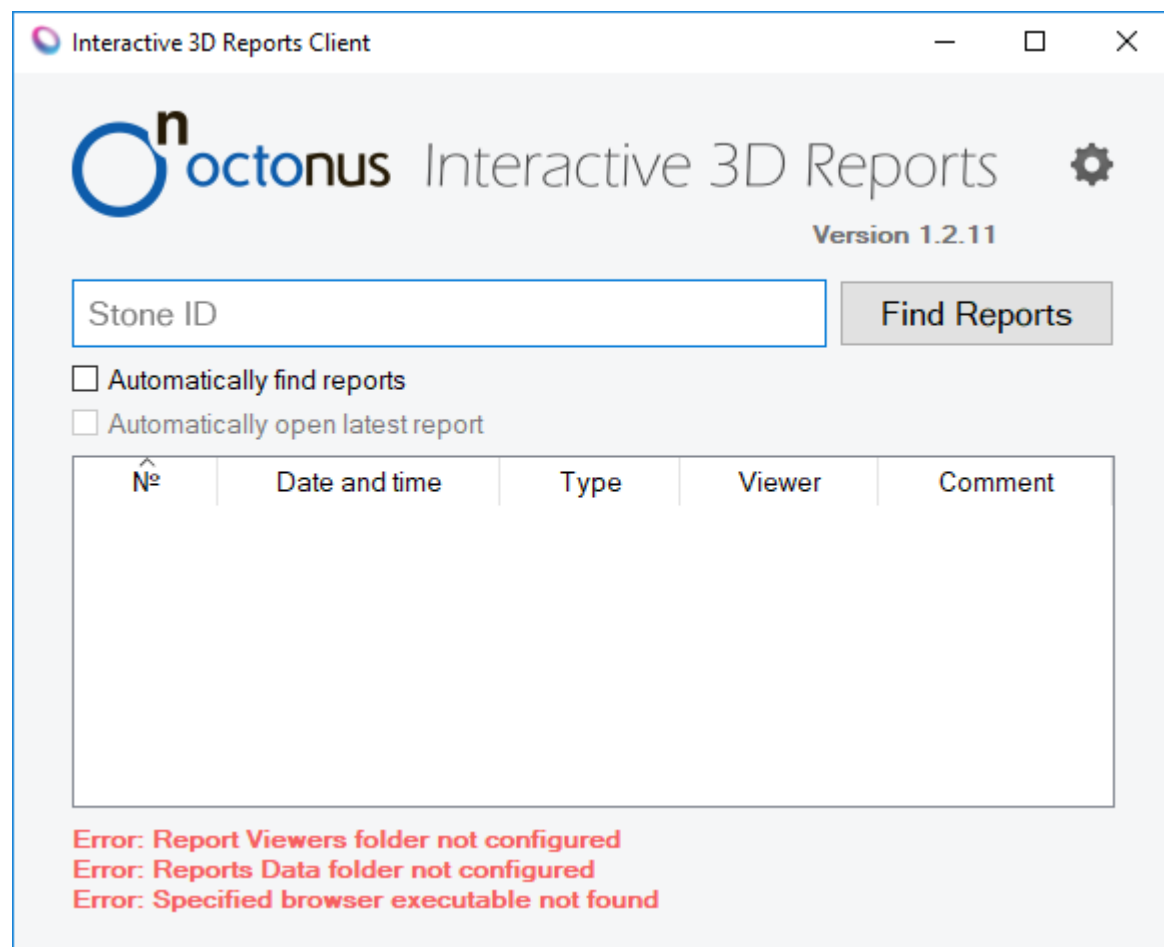 Interactive 3D Reports Client
octonus Interactive 3D Reports
Version 1.2.11
Stone ID Find Reports
Automatically find reports
Automatically open latest report
№ Date and time Type Viewer Comment
Error: Report Viewers folder not configured
Error: Reports Data folder not configured
Error: Specified browser executable not found